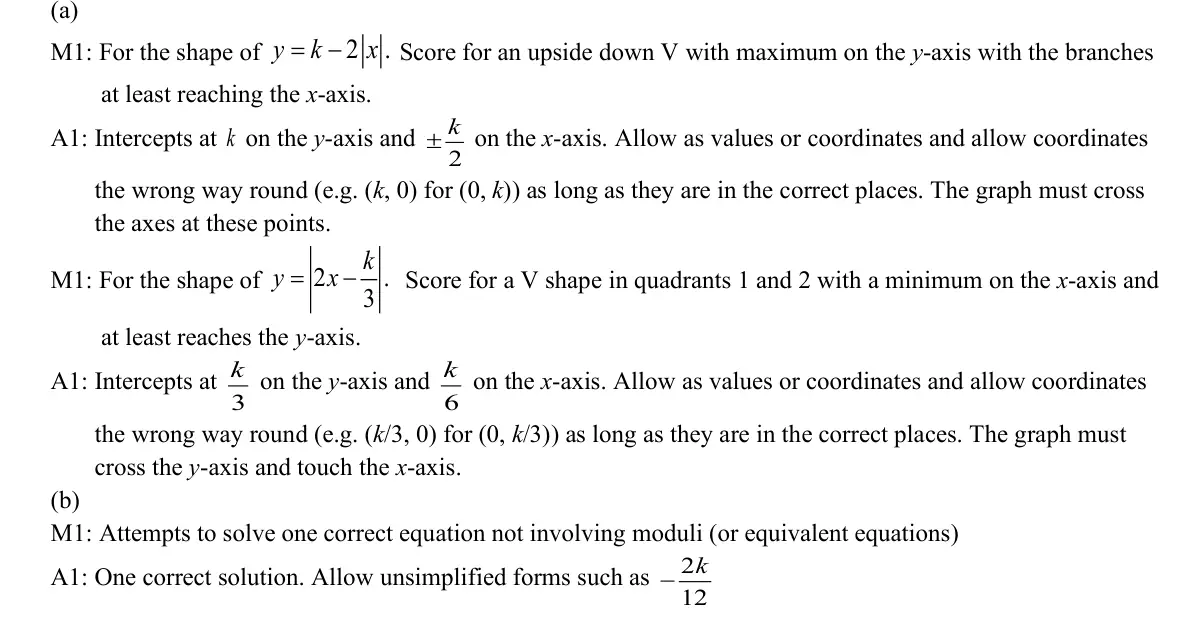 (a)
M1: For the shape of y = k − 2|x|. Score for an upside down V with maximum on the y-axis with the branches
at least reaching the x-axis.
A1: Intercepts at k on the y-axis and ±k/2 on the x-axis. Allow as values or coordinates and allow coordinates
the wrong way round (e.g. (k, 0) for (0, k)) as long as they are in the correct places. The graph must cross
the axes at these points.
M1: For the shape of y = |2x − k/3|. Score for a V shape in quadrants 1 and 2 with a minimum on the x-axis and
at least reaches the y-axis.
A1: Intercepts at k/3 on the y-axis and k/6 on the x-axis. Allow as values or coordinates and allow coordinates
the wrong way round (e.g. (k/3, 0) for (0, k/3)) as long as they are in the correct places. The graph must
cross the y-axis and touch the x-axis.
(b)
M1: Attempts to solve one correct equation not involving moduli (or equivalent equations)
A1: One correct solution. Allow unsimplified forms such as −2k/12